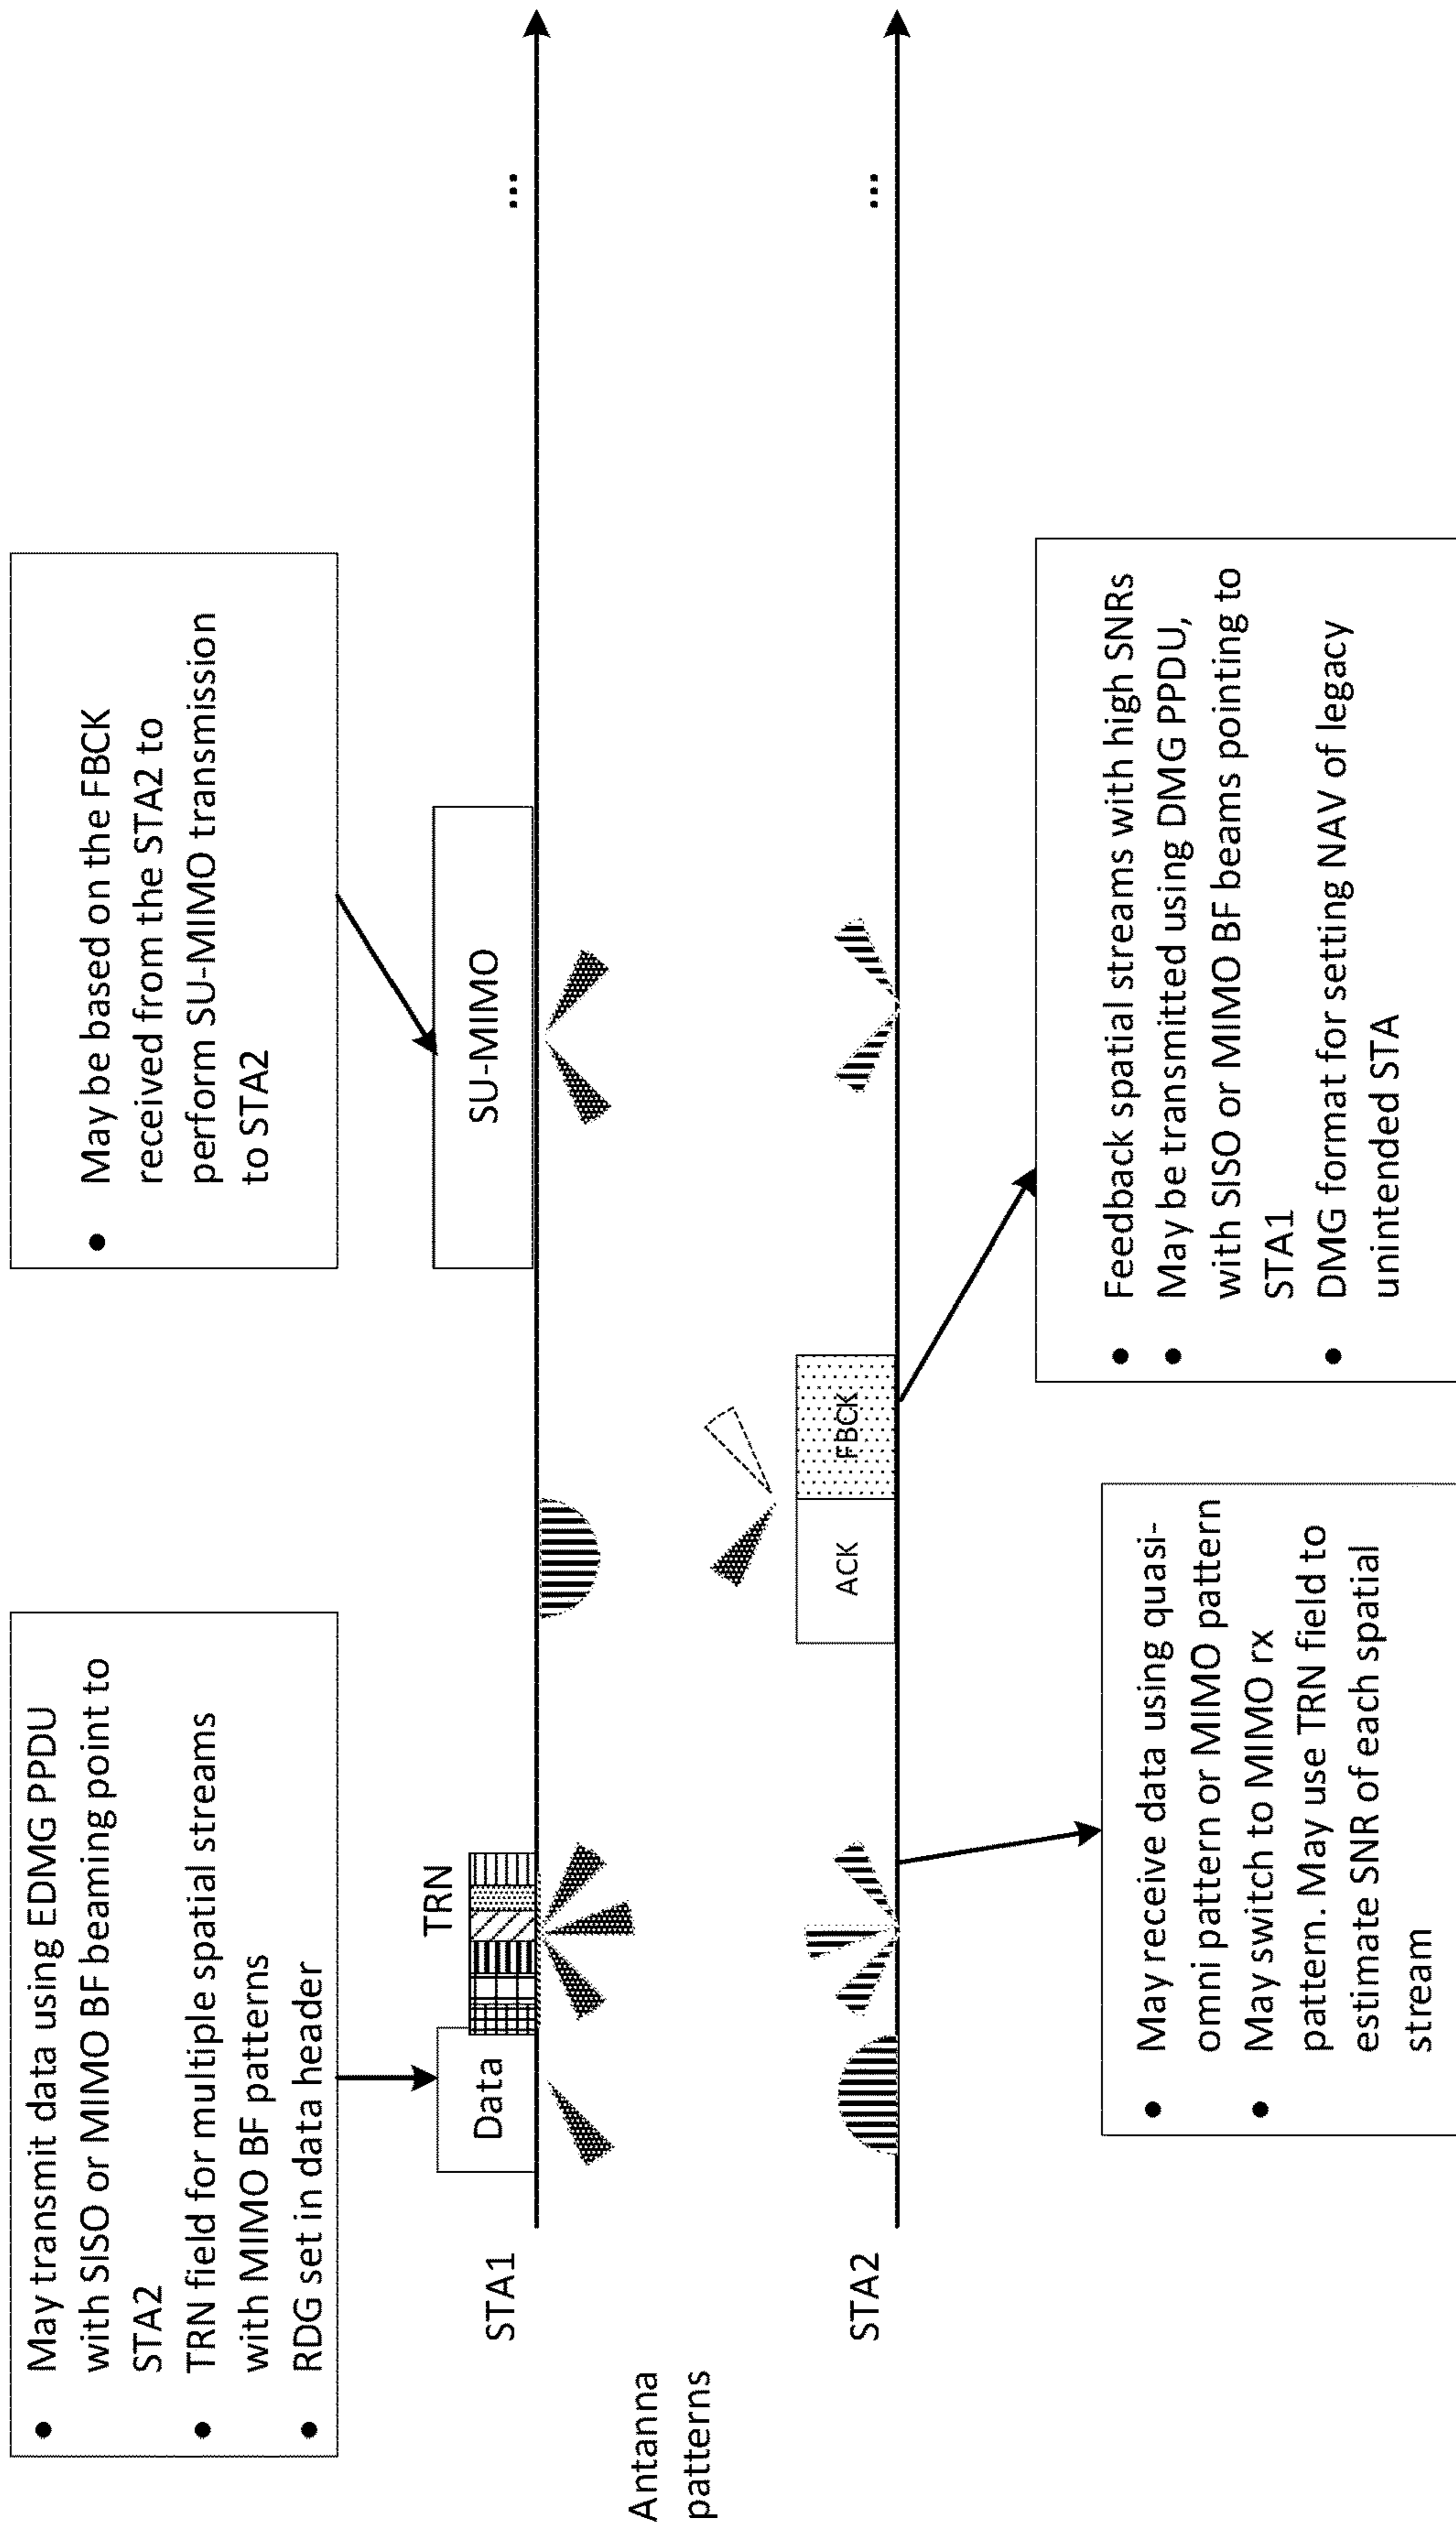 ● May transmit data using EDMG PPDU
with SISO or MIMO BF beaming point to
STA2
● TRN field for multiple spatial streams
with MIMO BF patterns
● RDG set in data header
● May be based on the FBCK
received from the STA2 to
perform SU-MIMO transmission
to STA2
TRN
Data
SU-MIMO
STA1
...
Antanna
patterns
ACK
FBCK
STA2
...
● May receive data using quasi-
omni pattern or MIMO pattern
● May switch to MIMO rx
pattern. May use TRN field to
estimate SNR of each spatial
stream
● Feedback spatial streams with high SNRs
● May be transmitted using DMG PPDU,
with SISO or MIMO BF beams pointing to
STA1
● DMG format for setting NAV of legacy
unintended STA